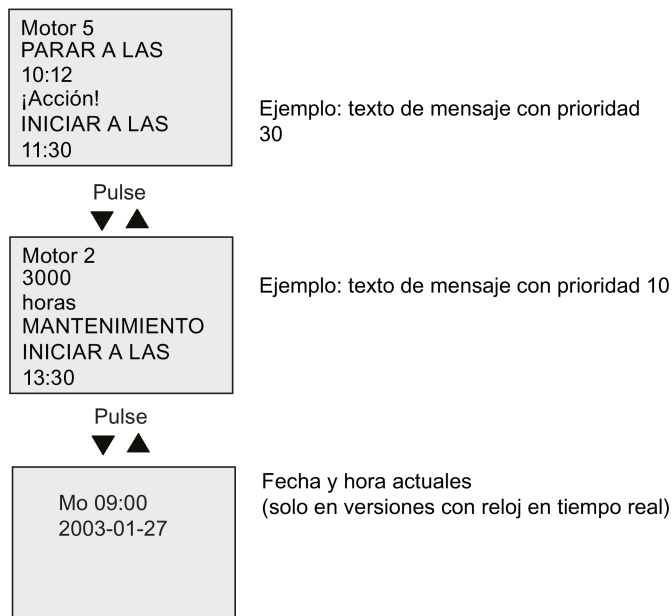 Motor 5
PARAR A LAS
10:12
¡Acción!
INICIAR A LAS
11:30
Ejemplo: texto de mensaje con prioridad
30
Pulse
Motor 2
3000
horas
MANTENIMIENTO
INICIAR A LAS
13:30
Ejemplo: texto de mensaje con prioridad 10
Pulse
Mo 09:00
2003-01-27
Fecha y hora actuales
(solo en versiones con reloj en tiempo real)